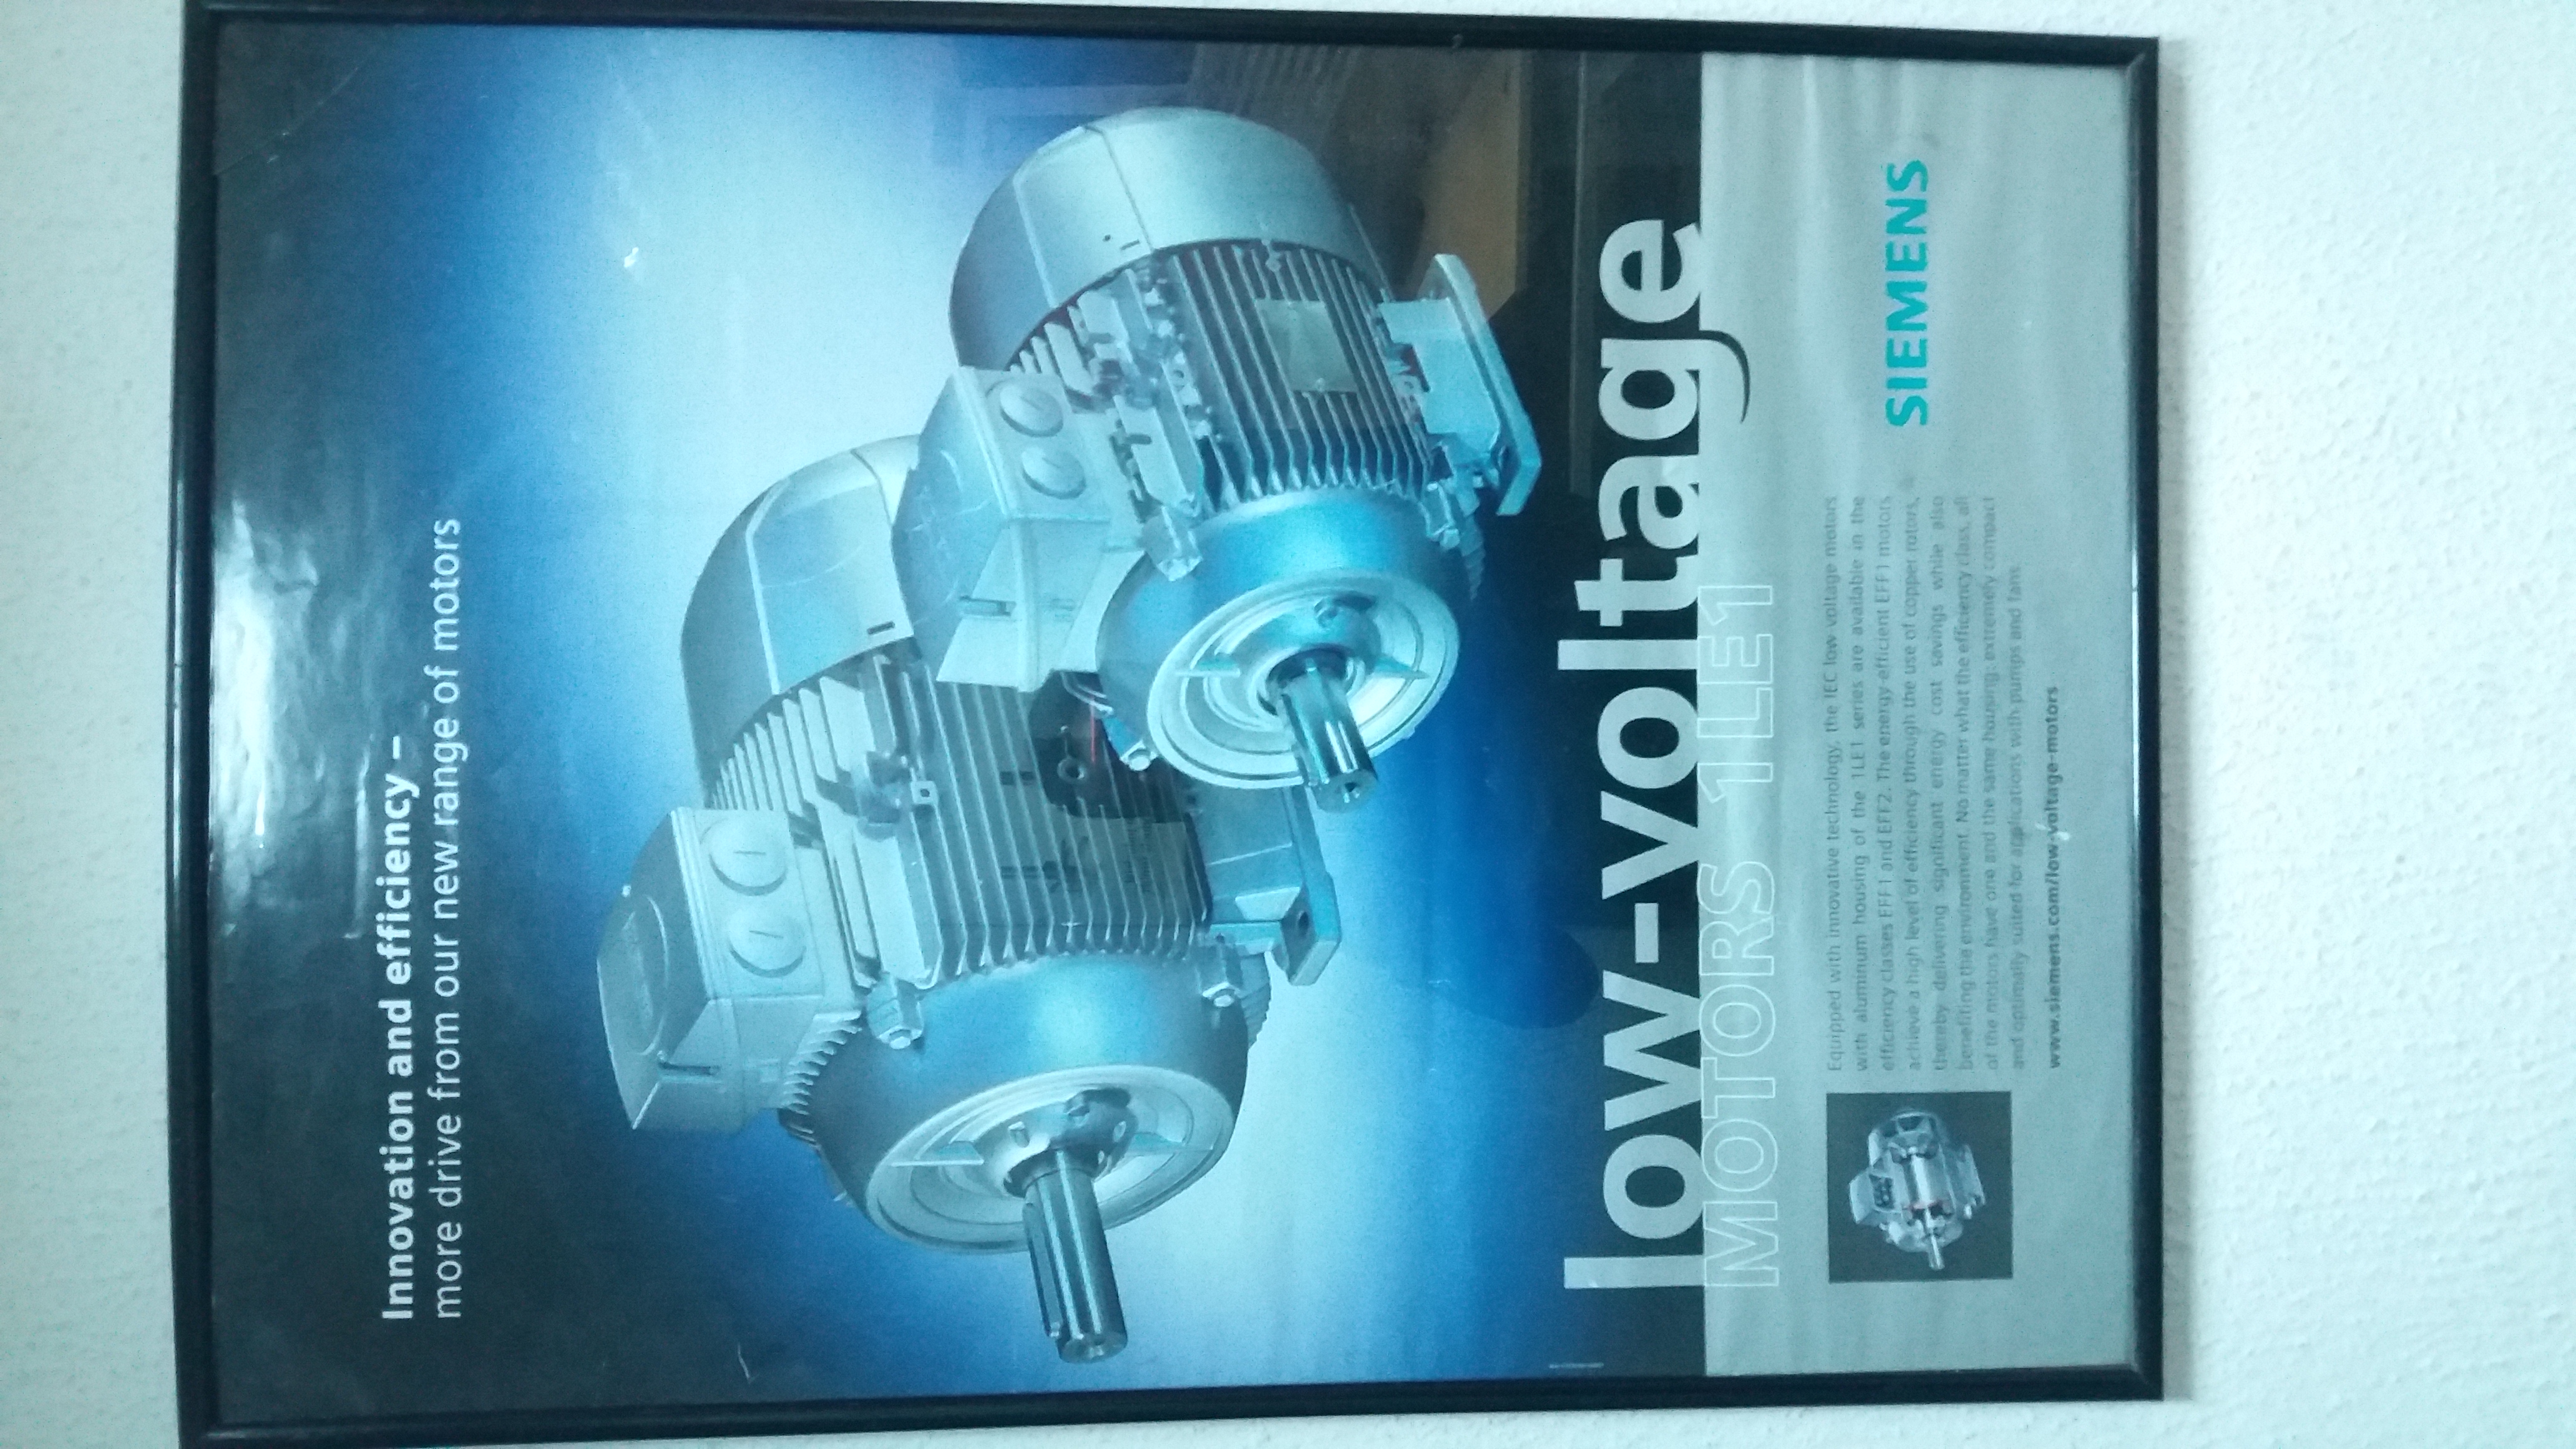 Innovation and efficiency –
more drive from our new range of motors
low-voltage
MOTORS 1LE1
Equipped with innovative technology, the IEC low-voltage motors
with aluminum housing of the 1LE1 series are available in the
efficiency classes EFF1 and EFF2. The energy-efficient EFF1 motors
achieve a high level of efficiency through the use of copper rotors,
thereby delivering significant energy cost savings while also
benefiting the environment. No matter what the efficiency class, all
of the motors have one and the same housing: extremely compact
and optimally suited for applications with pumps and fans.
www.siemens.com/low-voltage-motors
SIEMENS